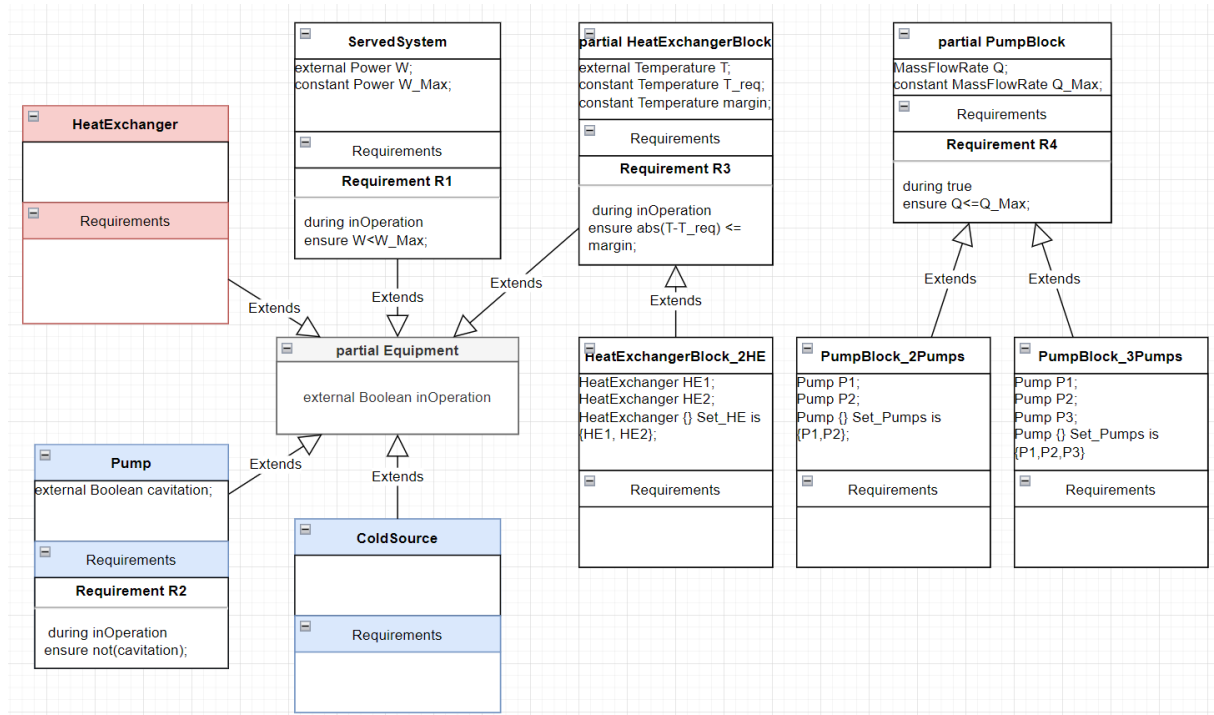 ServedSystem
external Power W;
constant Power W_Max;
Requirements
Requirement R1
during inOperation
ensure W<W_Max;
partial HeatExchangerBlock
external Temperature T;
constant Temperature T_req;
constant Temperature margin;
Requirements
Requirement R3
during inOperation
ensure abs(T-T_req) <=
margin;
partial PumpBlock
MassFlowRate Q;
constant MassFlowRate Q_Max;
Requirements
Requirement R4
during true
ensure Q<=Q_Max;
HeatExchanger
Requirements
Extends
Extends
Extends
Extends
Extends
Extends
partial Equipment
external Boolean inOperation
HeatExchangerBlock_2HE
HeatExchanger HE1;
HeatExchanger HE2;
HeatExchanger {} Set_HE is
{HE1, HE2};
Requirements
PumpBlock_2Pumps
Pump P1;
Pump P2;
Pump {} Set_Pumps is
{P1,P2};
Requirements
PumpBlock_3Pumps
Pump P1;
Pump P2;
Pump P3;
Pump {} Set_Pumps is
{P1,P2,P3}
Requirements
Pump
external Boolean cavitation;
Requirements
Requirement R2
during inOperation
ensure not(cavitation);
Extends
Extends
ColdSource
Requirements